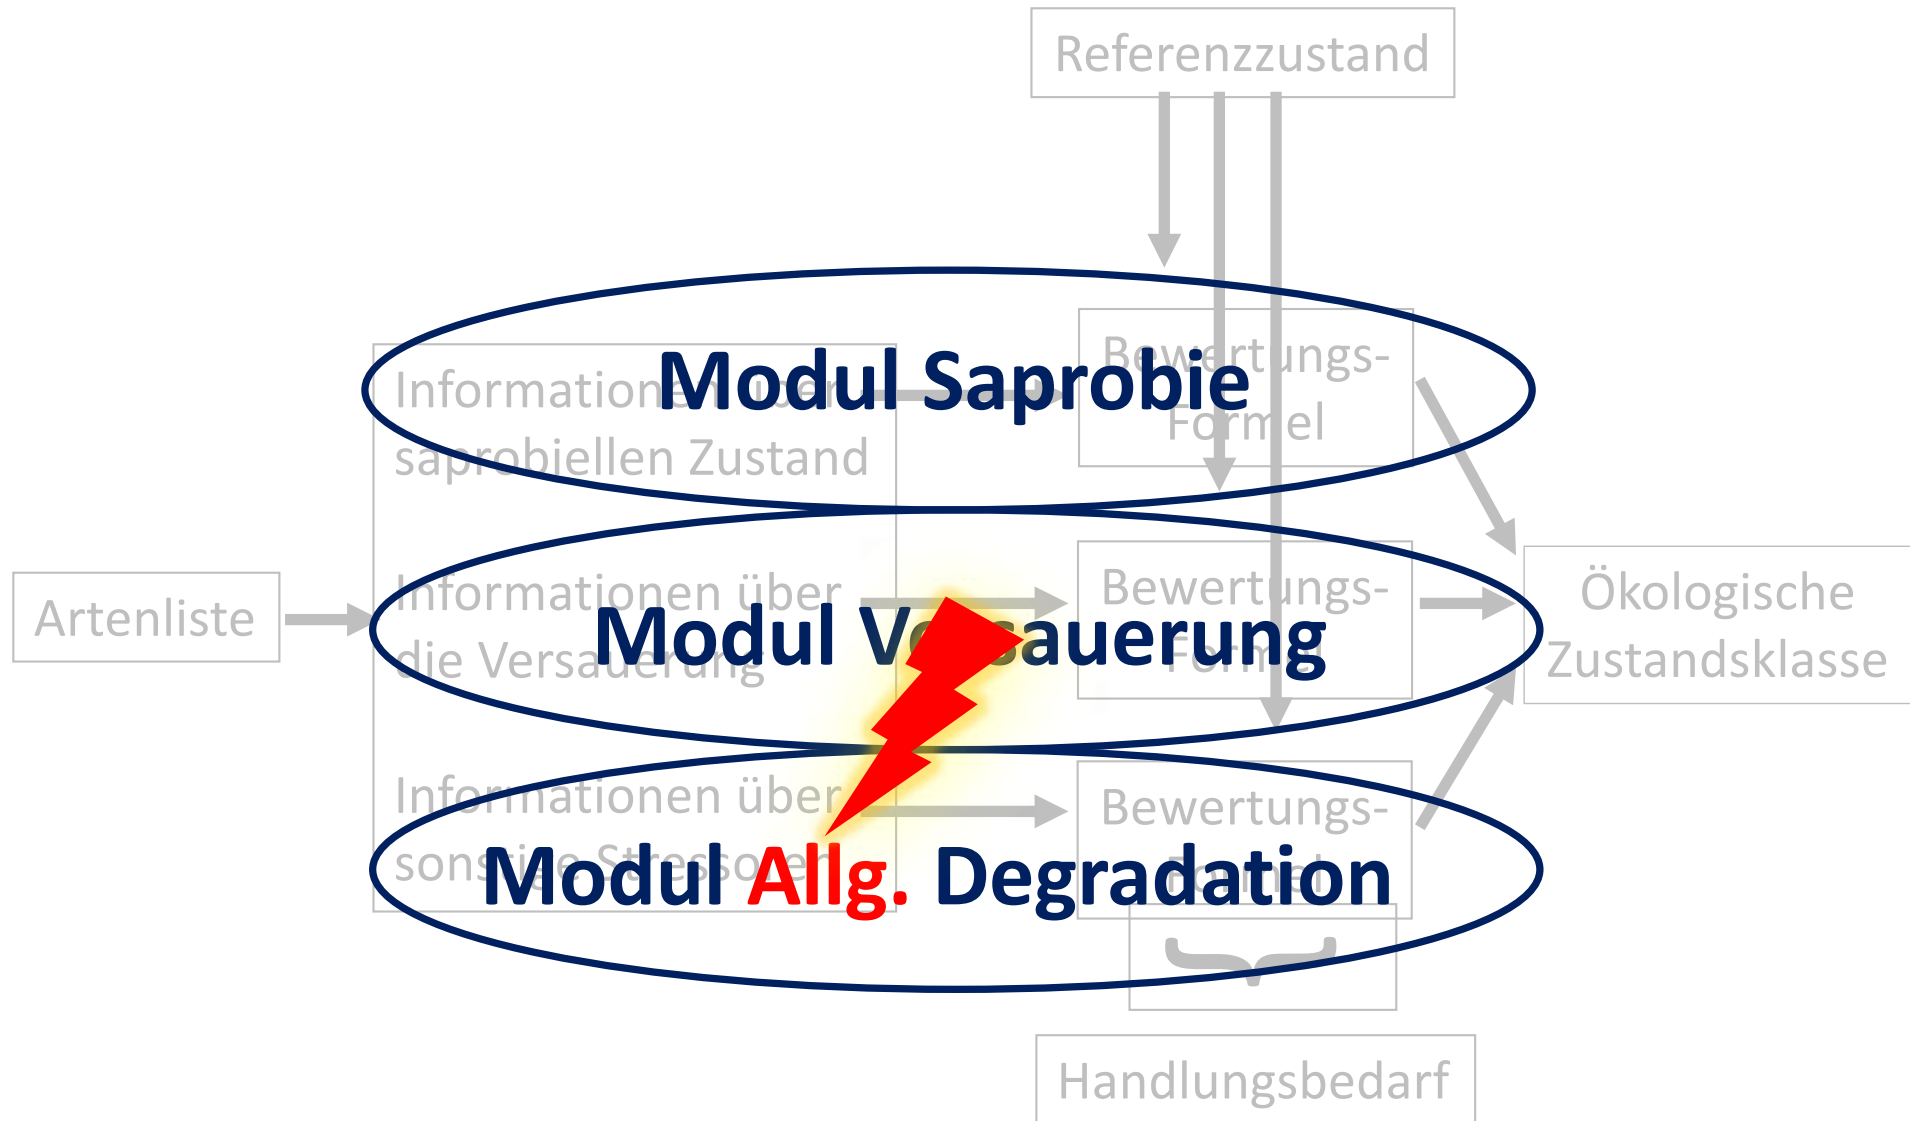 Referenzzustand
Modul Saprobie
Informationen über
saprobiellen Zustand
Bewertungs-
Formel
Artenliste
Modul Versauerung
Informationen über
die Versauerung
Bewertungs-
Formel
Ökologische
Zustandsklasse
Modul Allg. Degradation
Informationen über
sonstige Stressoren
Bewertungs-
Formel
Handlungsbedarf